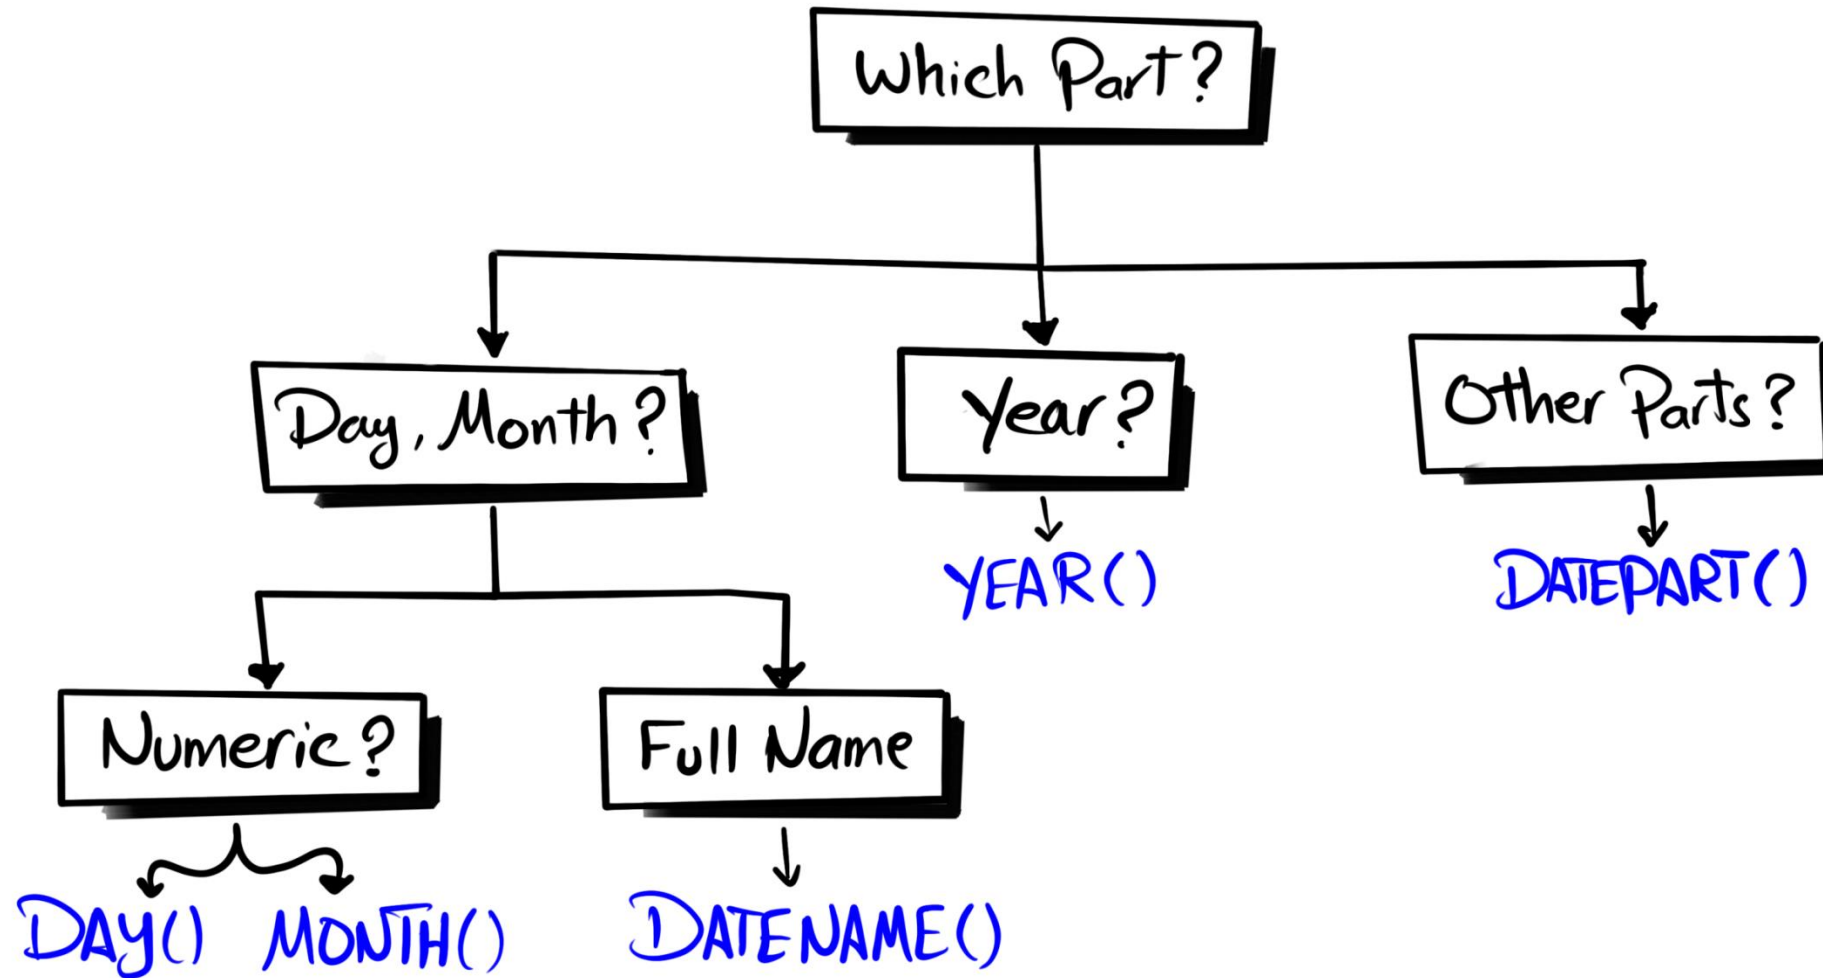 Which Part?
Day, Month?
Year?
Other Parts?
YEAR()
DATEPART()
Numeric?
Full Name
DAY()
MONTH()
DATENAME()